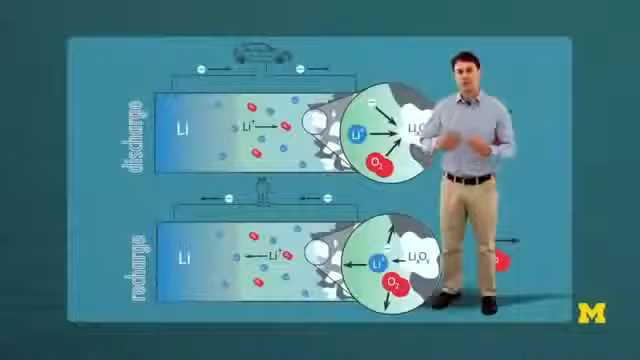 discharge
Li
Li⁺
Li⁺
O₂
recharge
Li
Li⁺
Li⁺
LiₓOᵧ
O₂
M